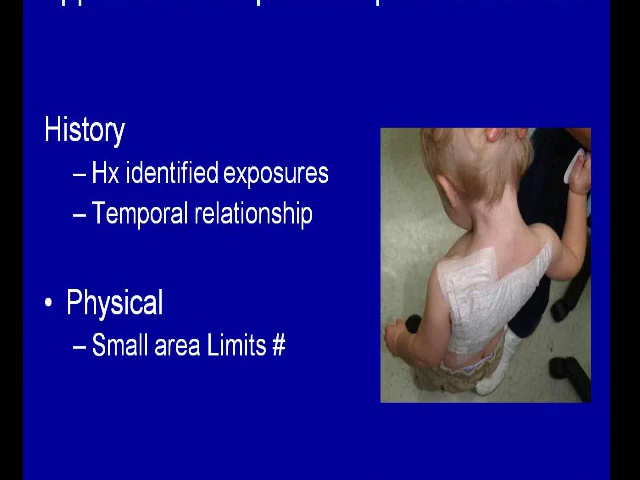 History
– Hx identified exposures
– Temporal relationship
• Physical
– Small area Limits #